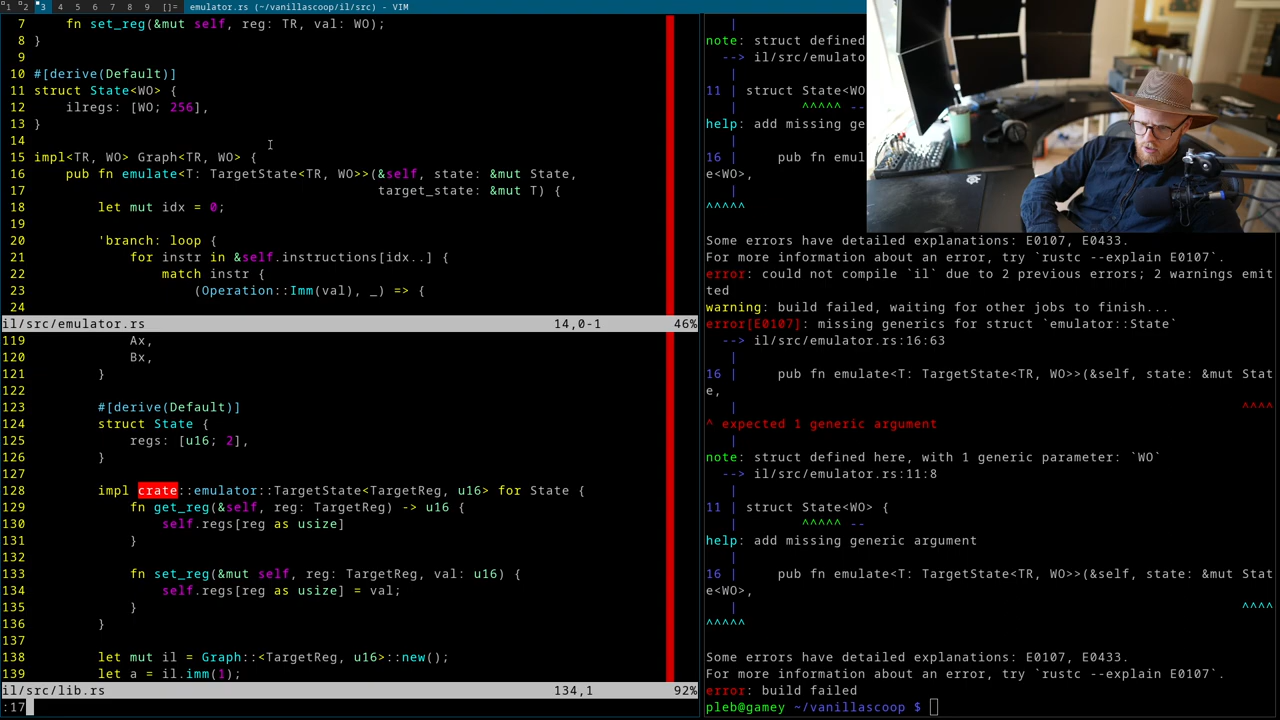 1 2 3 4 5 6 7 8 9 []= emulator.rs (~/vanillascoop/il/src) - VIM
7 fn set_reg(&mut self, reg: TR, val: WO);
8 }
9
10 #[derive(Default)]
11 struct State<WO> {
12 ilregs: [WO; 256],
13 }
14
15 impl<TR, WO> Graph<TR, WO> {
16 pub fn emulate<T: TargetState<TR, WO>>(&self, state: &mut State,
17 target_state: &mut T) {
18 let mut idx = 0;
19
20 'branch: loop {
21 for instr in &self.instructions[idx..] {
22 match instr {
23 (Operation::Imm(val), _) => {
24
il/src/emulator.rs 14,0-1 46%
119 Ax,
120 Bx,
121 }
122
123 #[derive(Default)]
124 struct State {
125 regs: [u16; 2],
126 }
127
128 impl crate::emulator::TargetState<TargetReg, u16> for State {
129 fn get_reg(&self, reg: TargetReg) -> u16 {
130 self.regs[reg as usize]
131 }
132
133 fn set_reg(&mut self, reg: TargetReg, val: u16) {
134 self.regs[reg as usize] = val;
135 }
136 }
137
138 let mut il = Graph::<TargetReg, u16>::new();
139 let a = il.imm(1);
il/src/lib.rs 134,1 92%
:17
|
note: struct defined
--> il/src/emulato
|
11 | struct State<WO
| ^^^^^ --
help: add missing ge
|
16 | pub fn emul
e<WO>,
|
^^^^^
Some errors have detailed explanations: E0107, E0433.
For more information about an error, try `rustc --explain E0107`.
error: could not compile `il` due to 2 previous errors; 2 warnings emit
ted
warning: build failed, waiting for other jobs to finish...
error[E0107]: missing generics for struct `emulator::State`
--> il/src/emulator.rs:16:63
|
16 | pub fn emulate<T: TargetState<TR, WO>>(&self, state: &mut Stat
e,
| ^^^^
^ expected 1 generic argument
|
note: struct defined here, with 1 generic parameter: `WO`
--> il/src/emulator.rs:11:8
|
11 | struct State<WO> {
| ^^^^^ --
help: add missing generic argument
|
16 | pub fn emulate<T: TargetState<TR, WO>>(&self, state: &mut Stat
e<WO>,
| ^^^^
^^^^^
Some errors have detailed explanations: E0107, E0433.
For more information about an error, try `rustc --explain E0107`.
error: build failed
pleb@gamey ~/vanillascoop $